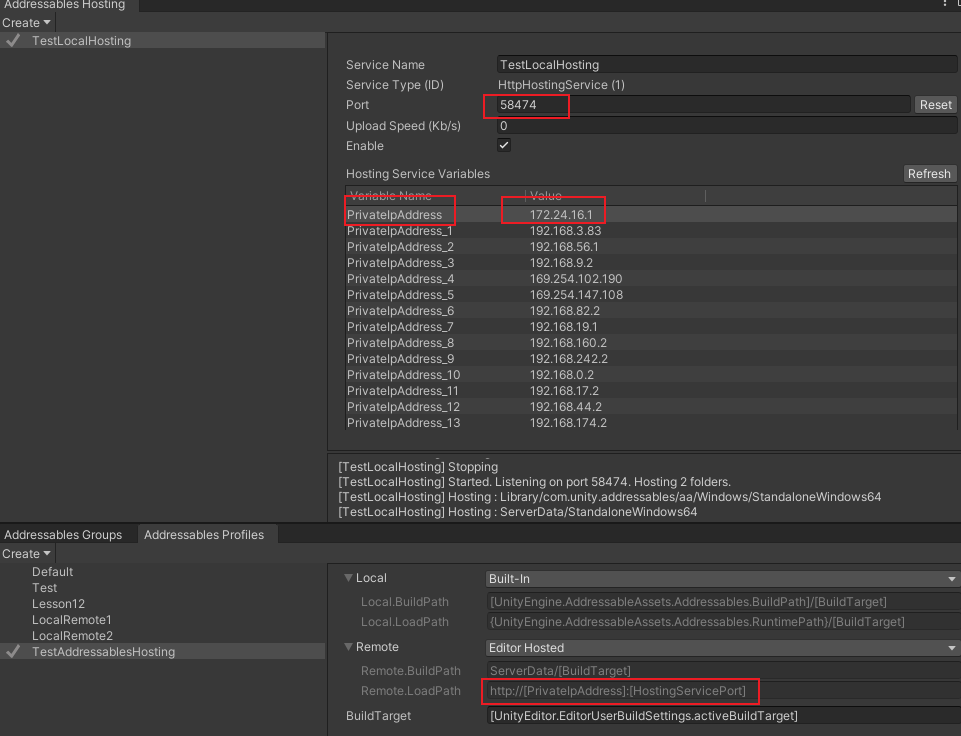 Addressables Hosting
Create
TestLocalHosting
Service Name TestLocalHosting
Service Type (ID) HttpHostingService (1)
Port 58474 Reset
Upload Speed (Kb/s) 0
Enable
Hosting Service Variables Refresh
Variable Name Value
PrivateIpAddress 172.24.16.1
PrivateIpAddress_1 192.168.3.83
PrivateIpAddress_2 192.168.56.1
PrivateIpAddress_3 192.168.9.2
PrivateIpAddress_4 169.254.102.190
PrivateIpAddress_5 169.254.147.108
PrivateIpAddress_6 192.168.82.2
PrivateIpAddress_7 192.168.19.1
PrivateIpAddress_8 192.168.160.2
PrivateIpAddress_9 192.168.242.2
PrivateIpAddress_10 192.168.0.2
PrivateIpAddress_11 192.168.17.2
PrivateIpAddress_12 192.168.44.2
PrivateIpAddress_13 192.168.174.2
[TestLocalHosting] Stopping
[TestLocalHosting] Started. Listening on port 58474. Hosting 2 folders.
[TestLocalHosting] Hosting : Library/com.unity.addressables/aa/Windows/StandaloneWindows64
[TestLocalHosting] Hosting : ServerData/StandaloneWindows64
Addressables Groups Addressables Profiles
Create
Default
Test
Lesson12
LocalRemote1
LocalRemote2
TestAddressablesHosting
Local Built-In
Local.BuildPath [UnityEngine.AddressableAssets.Addressables.BuildPath]/[BuildTarget]
Local.LoadPath {UnityEngine.AddressableAssets.Addressables.RuntimePath}/[BuildTarget]
Remote Editor Hosted
Remote.BuildPath ServerData/[BuildTarget]
Remote.LoadPath http://[PrivateIpAddress]:[HostingServicePort]
BuildTarget [UnityEditor.EditorUserBuildSettings.activeBuildTarget]